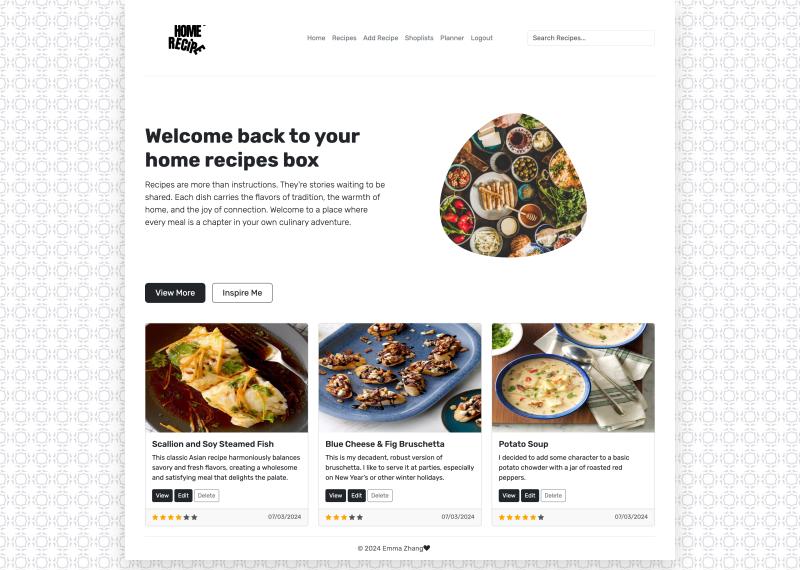 HOME
RECIPE
Home Recipes Add Recipe Shoplists Planner Logout
Search Recipes...
Welcome back to your
home recipes box
Recipes are more than instructions. They're stories waiting to be
shared. Each dish carries the flavors of tradition, the warmth of
home, and the joy of connection. Welcome to a place where
every meal is a chapter in your own culinary adventure.
View More Inspire Me
Scallion and Soy Steamed Fish
This classic Asian recipe harmoniously balances
savory and fresh flavors, creating a wholesome
and satisfying meal that delights the palate.
View Edit Delete
07/03/2024
Blue Cheese & Fig Bruschetta
This is my decadent, robust version of
bruschetta. I like to serve it at parties, especially
on New Year's or other winter holidays.
View Edit Delete
07/03/2024
Potato Soup
I decided to add some character to a basic
potato chowder with a jar of roasted red
peppers.
View Edit Delete
07/03/2024
© 2024 Emma Zhang